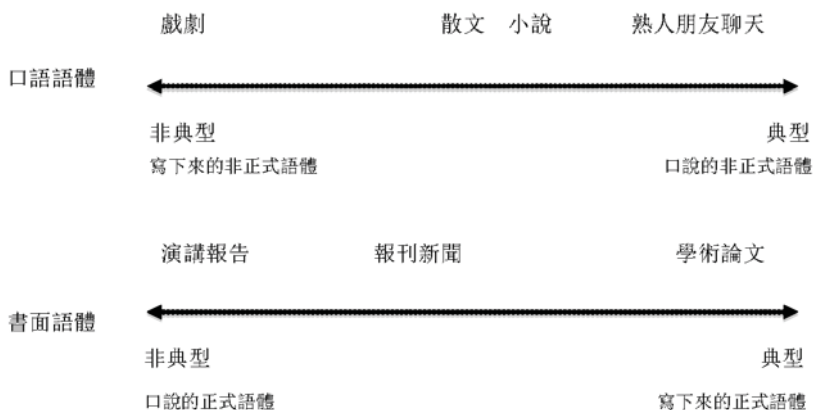 戲劇 散文 小說 熟人朋友聊天
口語語體
非典型 典型
寫下來的非正式語體 口說的非正式語體
演講報告 報刊新聞 學術論文
書面語體
非典型 典型
口說的正式語體 寫下來的正式語體